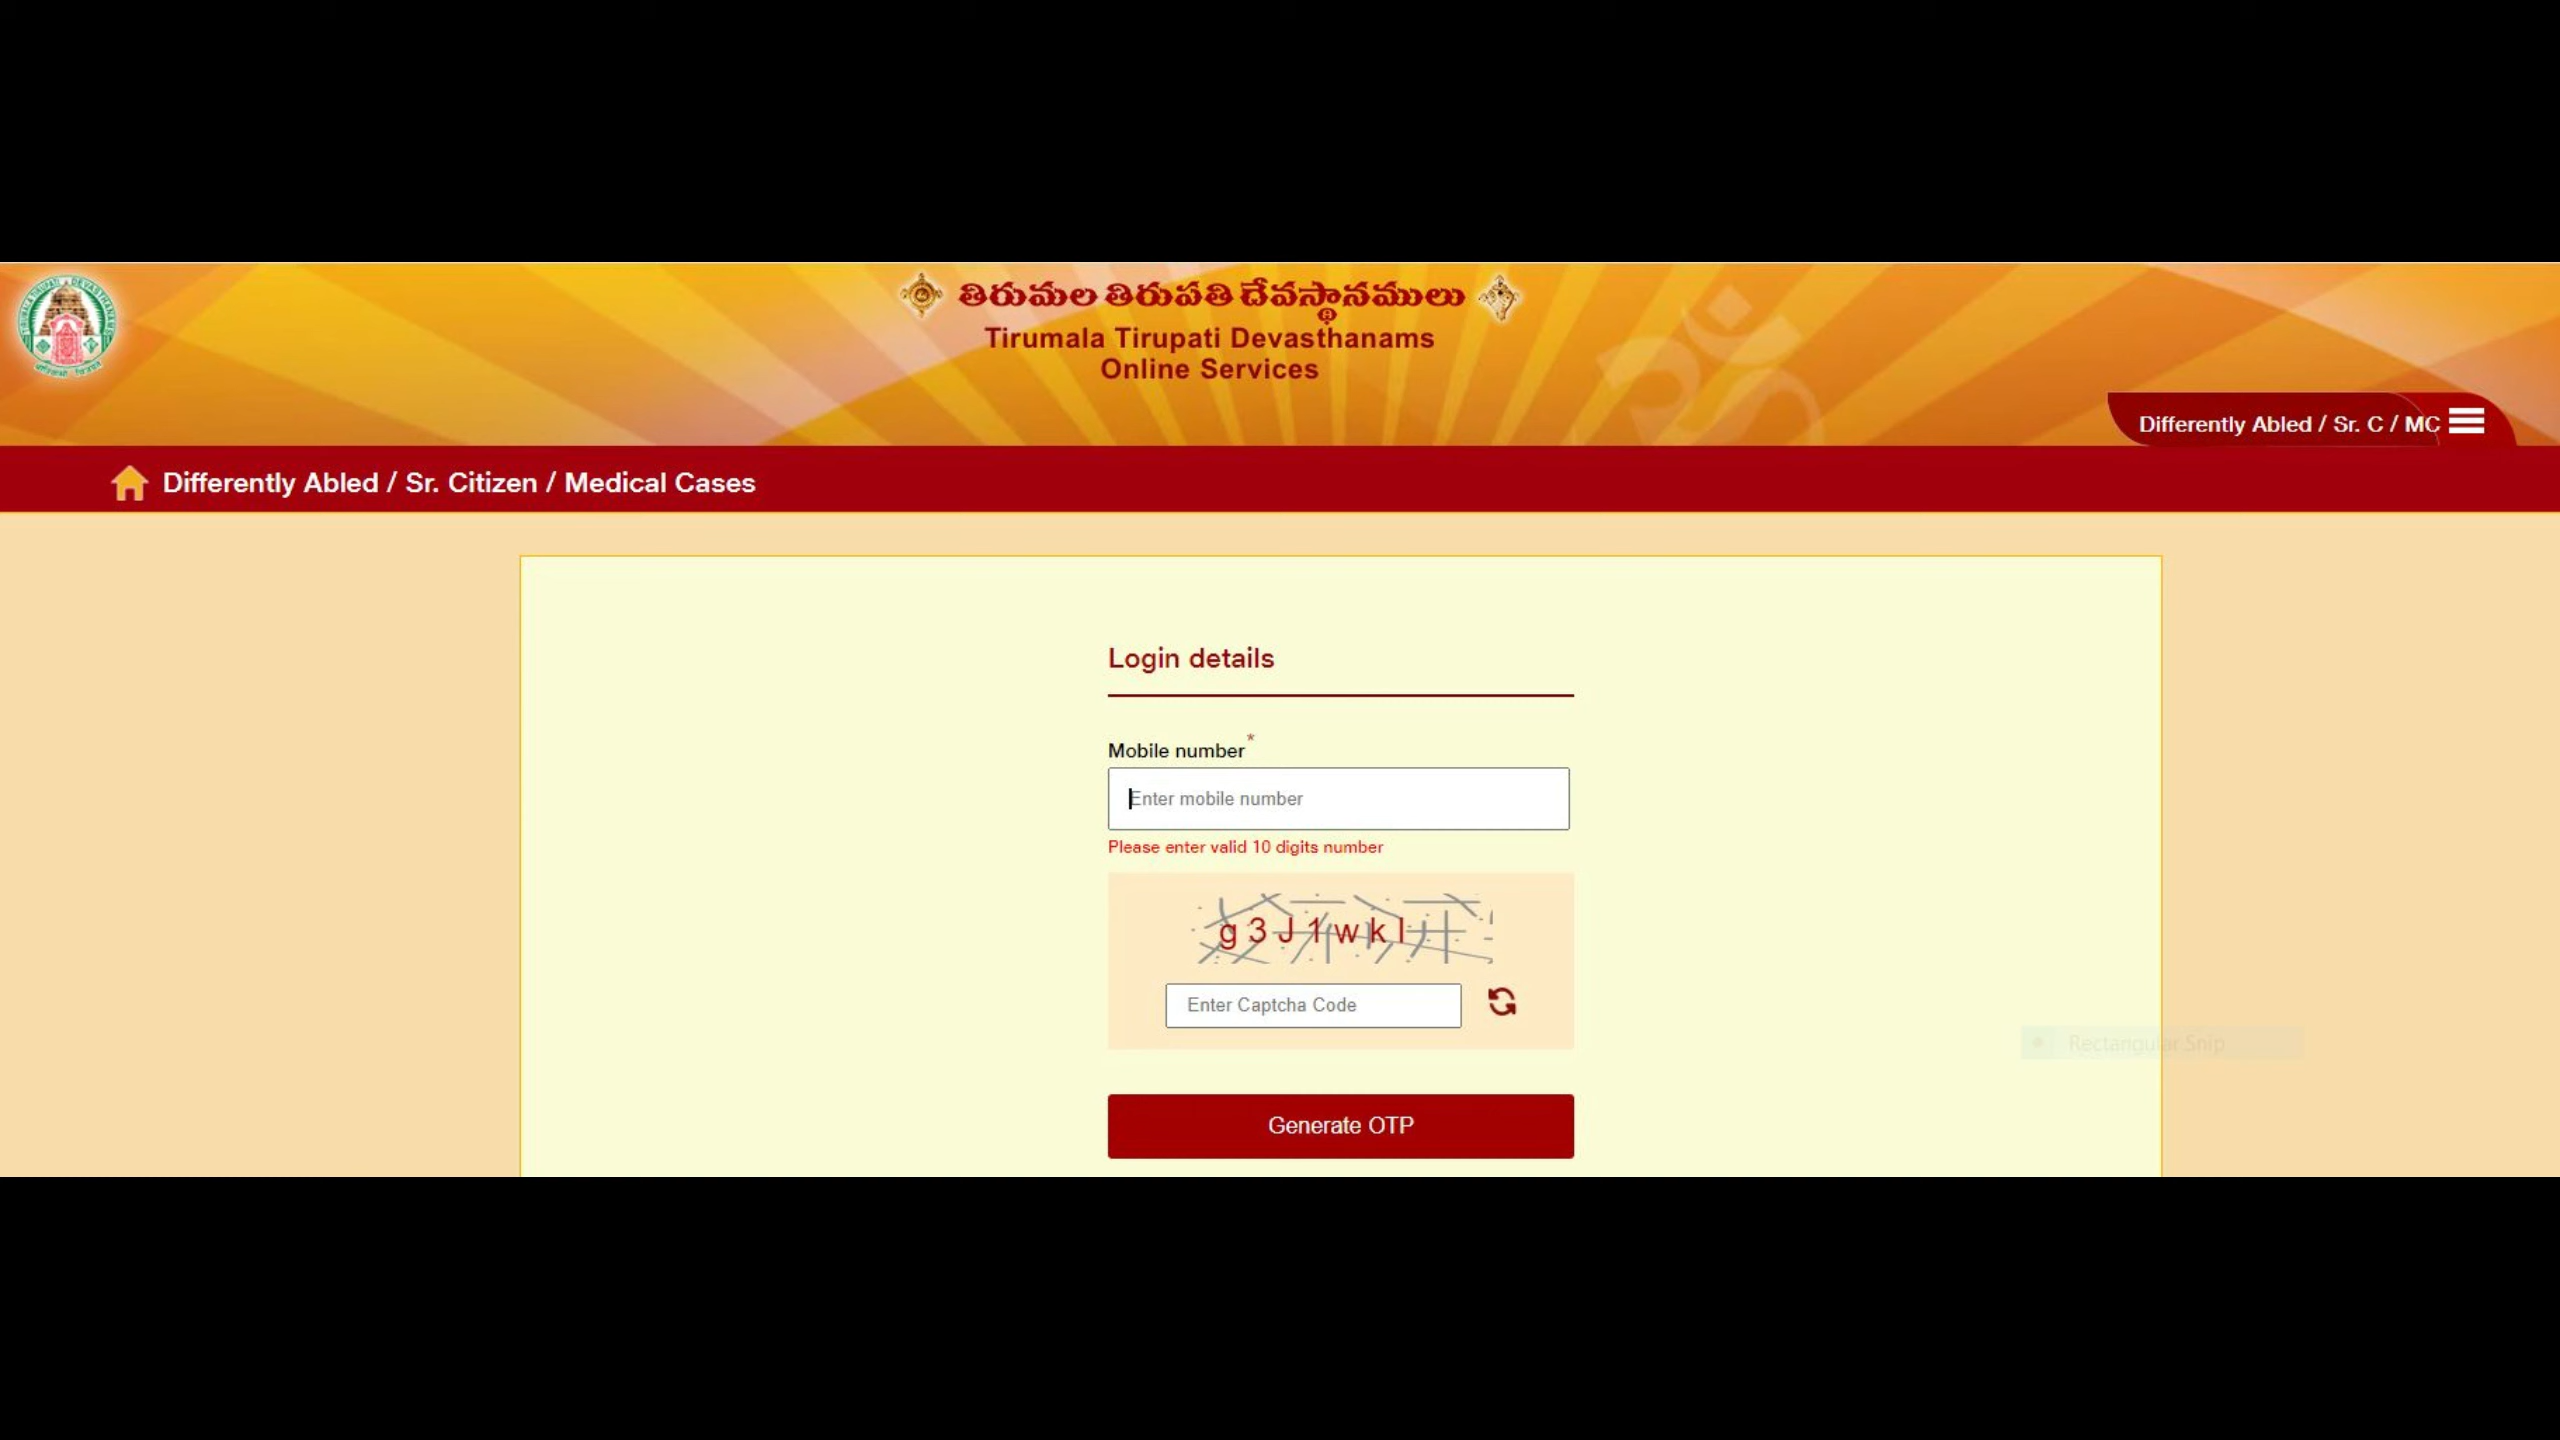 తిరుమల తిరుపతి దేవస్థానములు
Tirumala Tirupati Devasthanams
Online Services
Differently Abled / Sr. C / MC
Differently Abled / Sr. Citizen / Medical Cases
Login details
Mobile number*
Enter mobile number
Please enter valid 10 digits number
g3J1wkl
Enter Captcha Code
Rectangular Snip
Generate OTP